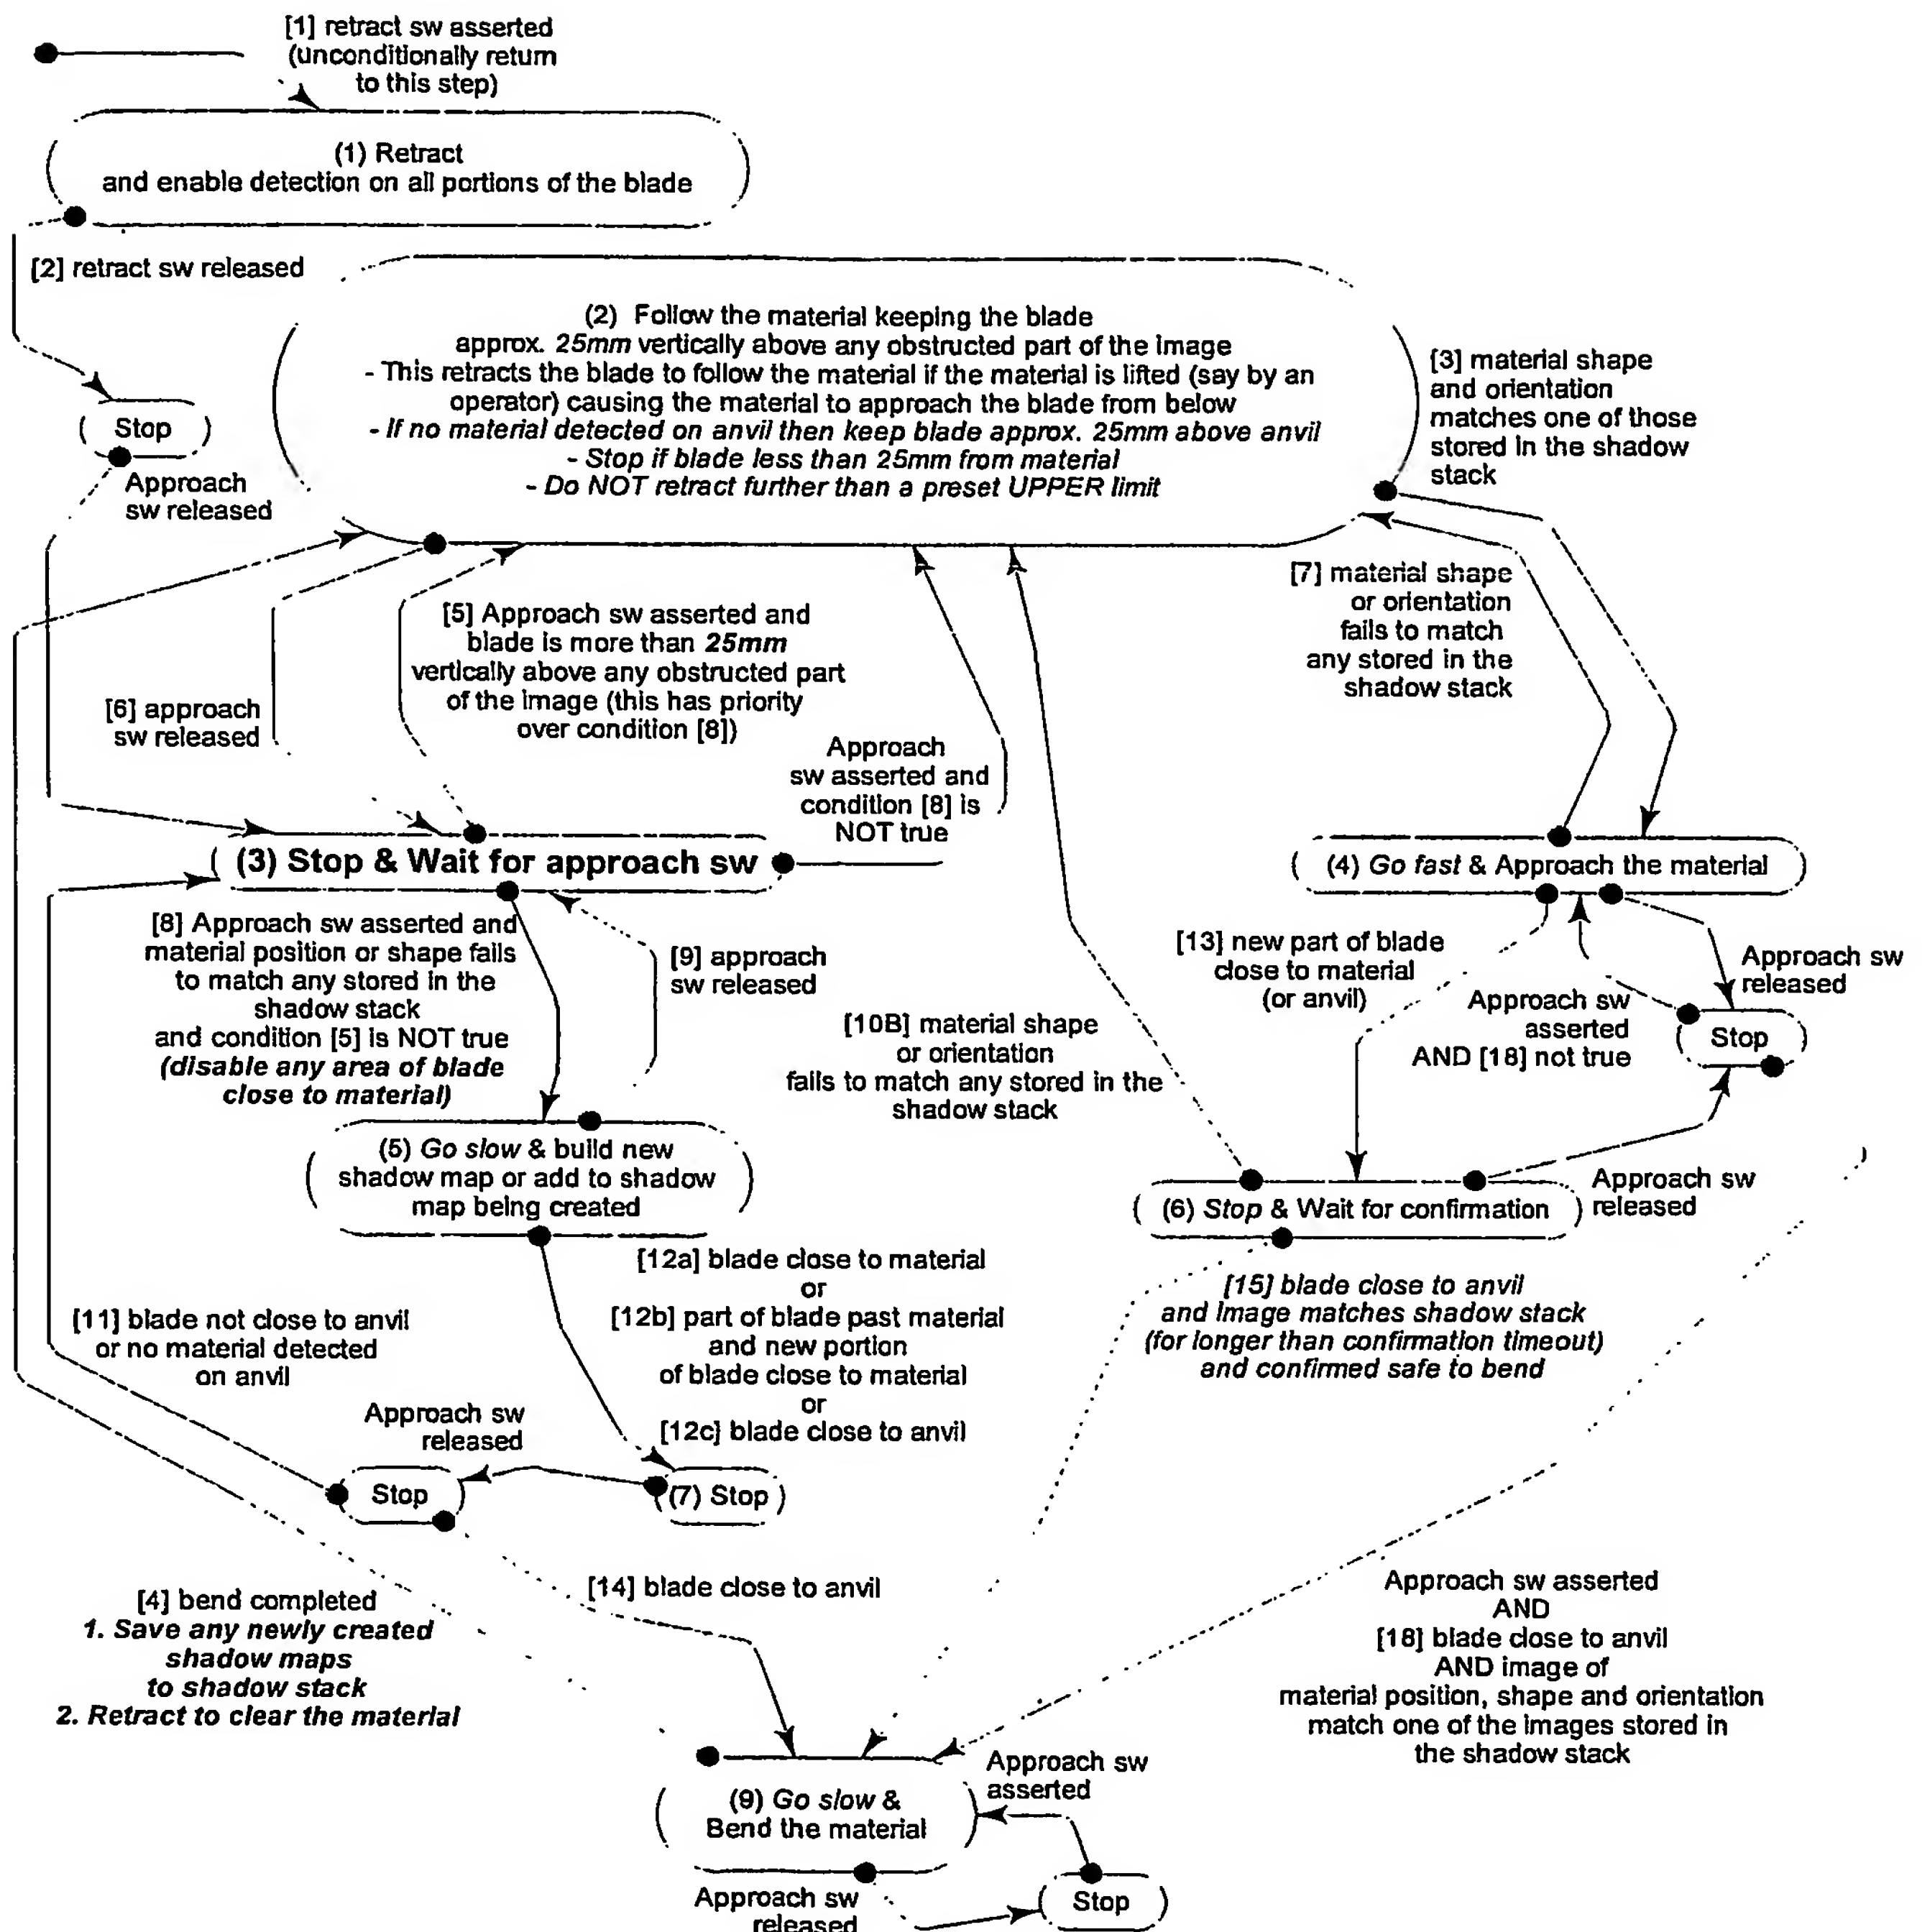 [1] retract sw asserted
(unconditionally return
to this step)
(1) Retract
and enable detection on all portions of the blade
[2] retract sw released
(2) Follow the material keeping the blade
approx. 25mm vertically above any obstructed part of the image
- This retracts the blade to follow the material if the material is lifted (say by an
operator) causing the material to approach the blade from below
- If no material detected on anvil then keep blade approx. 25mm above anvil
- Stop if blade less than 25mm from material
- Do NOT retract further than a preset UPPER limit
[3] material shape
and orientation
matches one of those
stored in the shadow
stack
Stop
Approach
sw released
[7] material shape
or orientation
fails to match
any stored in the
shadow stack
[5] Approach sw asserted and
blade is more than 25mm
vertically above any obstructed part
of the image (this has priority
over condition [8])
[6] approach
sw released
Approach
sw asserted and
condition [8] is
NOT true
(3) Stop & Wait for approach sw
(4) Go fast & Approach the material
[8] Approach sw asserted and
material position or shape fails
to match any stored in the
shadow stack
and condition [5] is NOT true
(disable any area of blade
close to material)
[9] approach
sw released
[13] new part of blade
close to material
(or anvil)
Approach sw
released
Approach sw
asserted
AND [18] not true
Stop
[10B] material shape
or orientation
fails to match any stored in the
shadow stack
(5) Go slow & build new
shadow map or add to shadow
map being created
(6) Stop & Wait for confirmation
Approach sw
released
[12a] blade close to material
or
[12b] part of blade past material
and new portion
of blade close to material
or
[12c] blade close to anvil
[15] blade close to anvil
and Image matches shadow stack
(for longer than confirmation timeout)
and confirmed safe to bend
[11] blade not close to anvil
or no material detected
on anvil
Approach sw
released
Stop
(7) Stop
[14] blade close to anvil
[4] bend completed
1. Save any newly created
shadow maps
to shadow stack
2. Retract to clear the material
Approach sw asserted
AND
[18] blade close to anvil
AND image of
material position, shape and orientation
match one of the images stored in
the shadow stack
Approach sw
asserted
(9) Go slow &
Bend the material
Approach sw
released
Stop